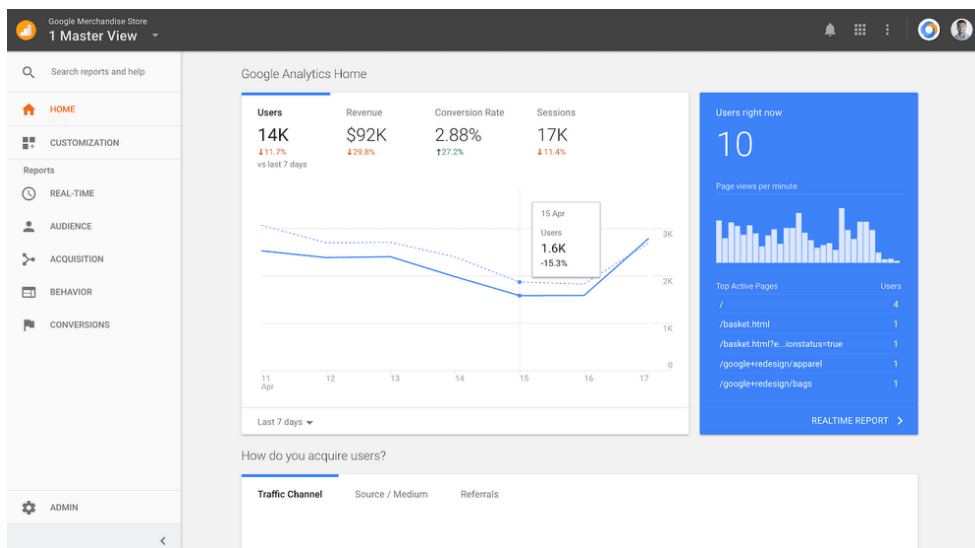 Google Merchandise Store
1 Master View
Search reports and help
HOME
CUSTOMIZATION
Reports
REAL-TIME
AUDIENCE
ACQUISITION
BEHAVIOR
CONVERSIONS
ADMIN
Google Analytics Home
Users Revenue Conversion Rate Sessions
14K $92K 2.88% 17K
↓11.7% ↓29.8% ↑27.2% ↓11.4%
vs last 7 days
15 Apr
Users
1.6K
-15.3%
3K
2K
1K
0
11 12 13 14 15 16 17
Apr
Last 7 days
Users right now
10
Page views per minute
Top Active Pages Users
/ 4
/basket.html 1
/basket.html?e...ionstatus=true 1
/google+redesign/apparel 1
/google+redesign/bags 1
REALTIME REPORT
How do you acquire users?
Traffic Channel Source / Medium Referrals